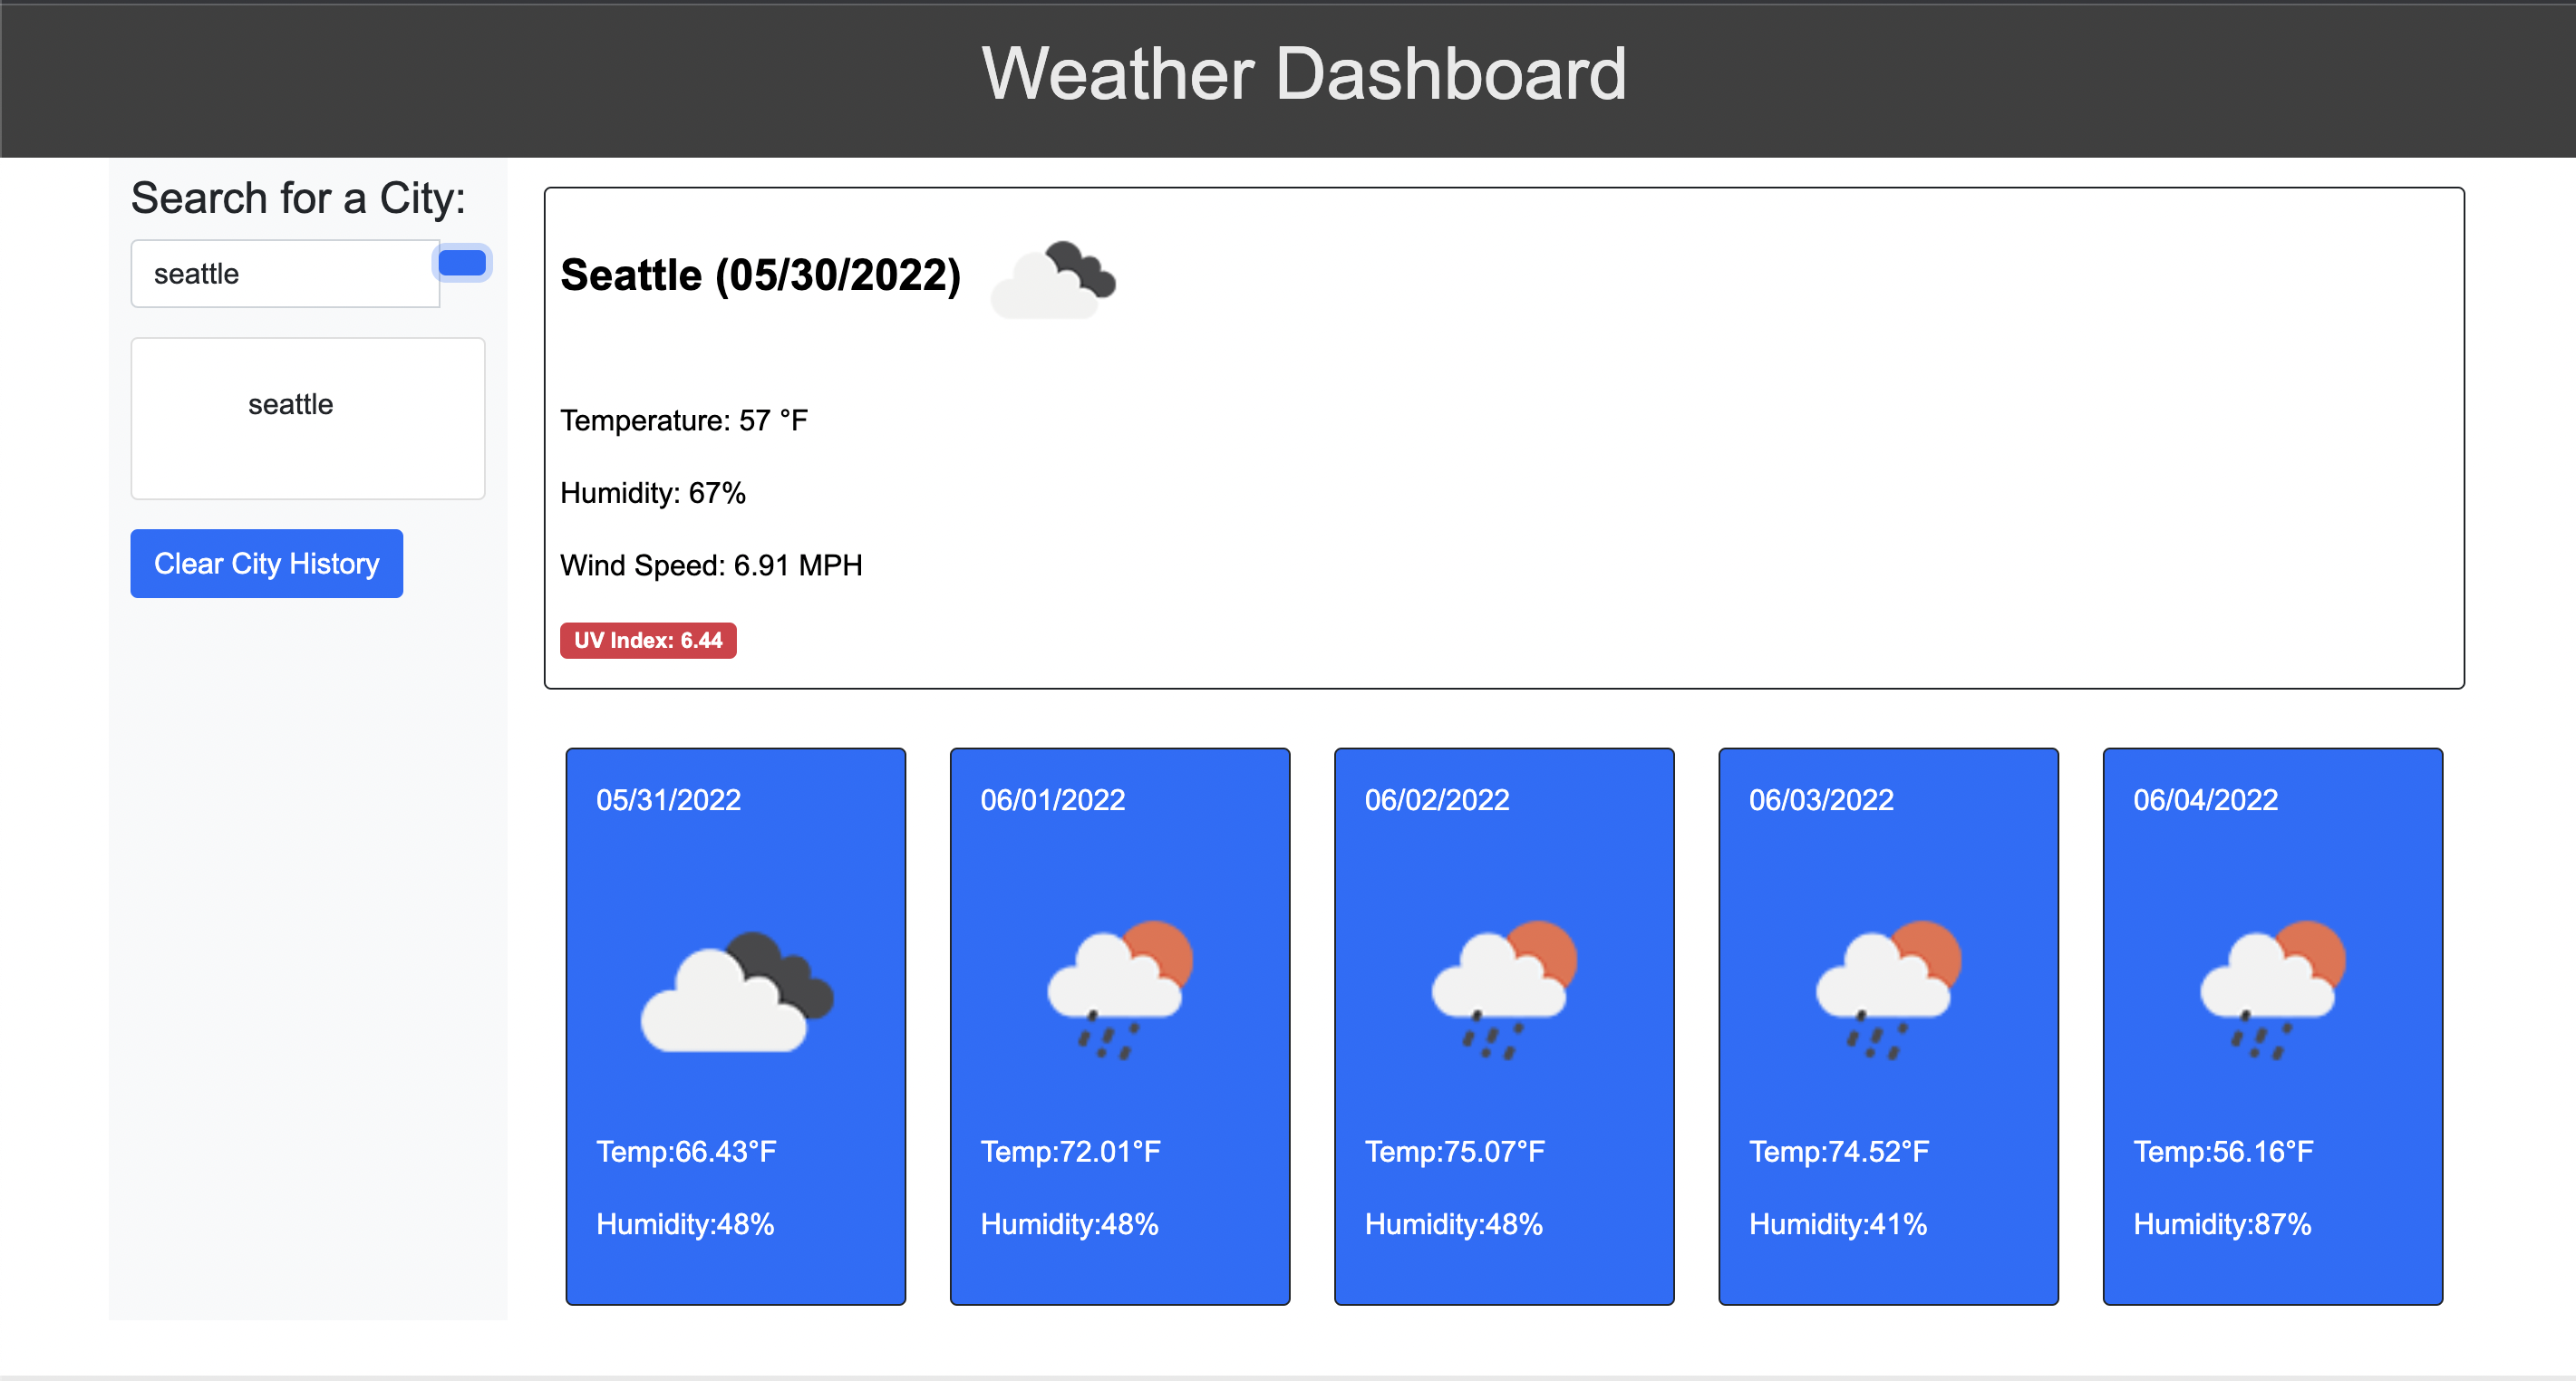 Weather Dashboard
Search for a City:
seattle
seattle
Clear City History
Seattle (05/30/2022)
Temperature: 57 °F
Humidity: 67%
Wind Speed: 6.91 MPH
UV Index: 6.44
05/31/2022
Temp:66.43°F
Humidity:48%
06/01/2022
Temp:72.01°F
Humidity:48%
06/02/2022
Temp:75.07°F
Humidity:48%
06/03/2022
Temp:74.52°F
Humidity:41%
06/04/2022
Temp:56.16°F
Humidity:87%